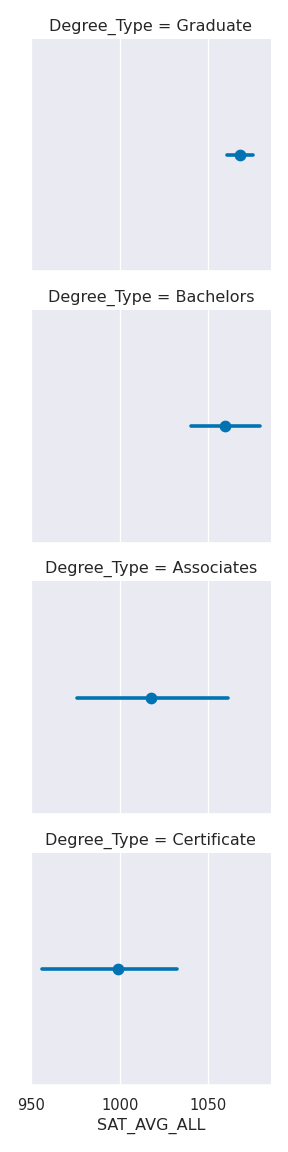 Degree_Type = Graduate
Degree_Type = Bachelors
Degree_Type = Associates
Degree_Type = Certificate
950 1000 1050
SAT_AVG_ALL